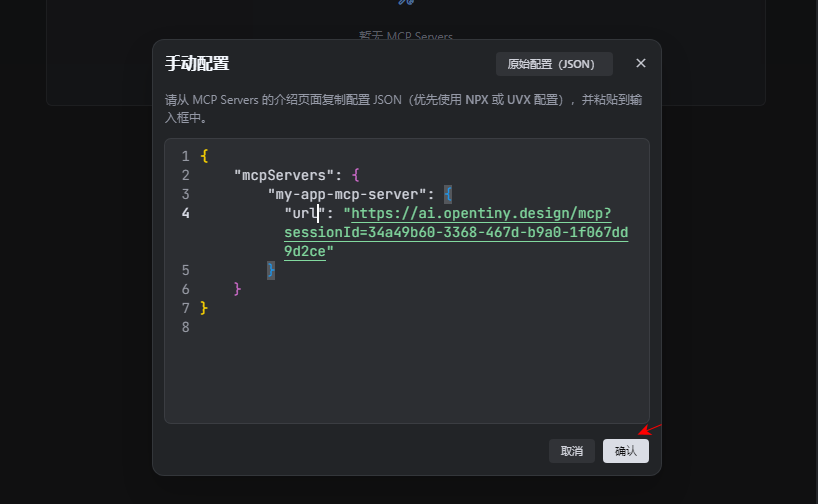 暂无 MCP Servers
手动配置
原始配置（JSON）
请从 MCP Servers 的介绍页面复制配置 JSON（优先使用 NPX 或 UVX 配置），并粘贴到输
入框中。
1 {
2 "mcpServers": {
3 "my-app-mcp-server": {
4 "url": "https://ai.opentiny.design/mcp?
sessionId=34a49b60-3368-467d-b9a0-1f067dd
9d2ce"
5 }
6 }
7 }
8
取消
确认